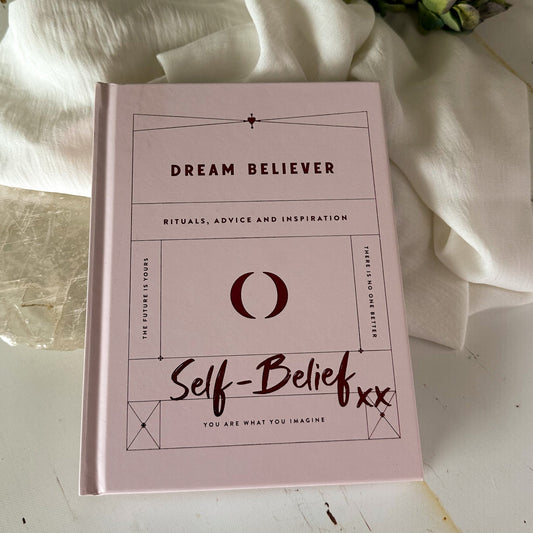 DREAM BELIEVER
RITUALS, ADVICE AND INSPIRATION
THE FUTURE IS YOURS
THERE IS NO ONE BETTER
Self-Belief xx
YOU ARE WHAT YOU IMAGINE